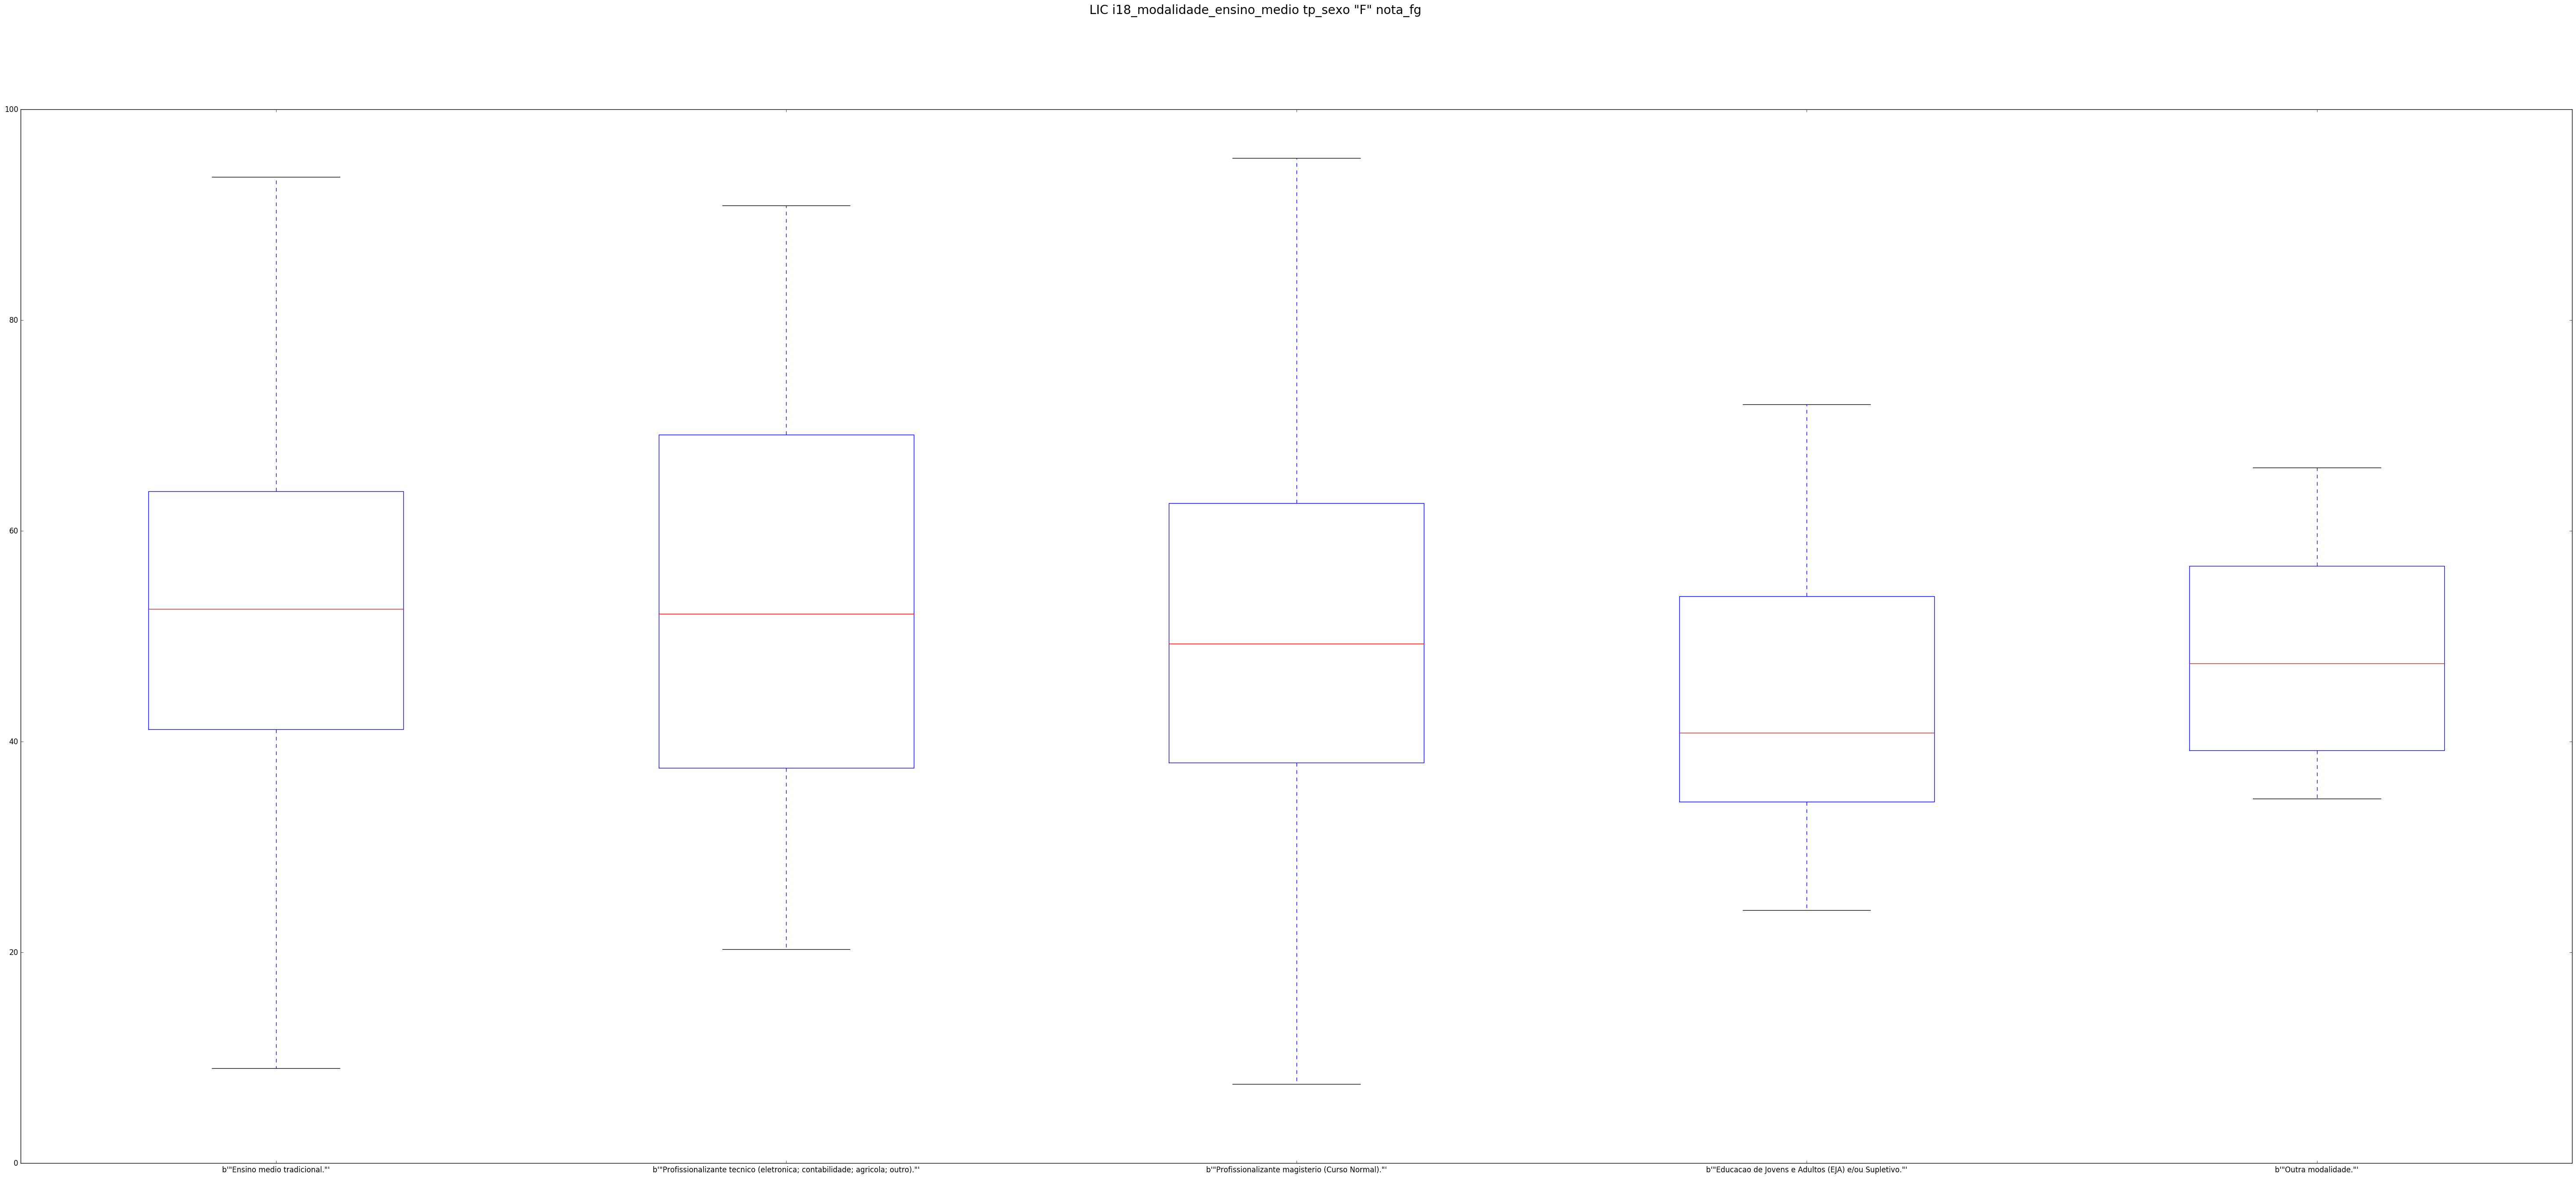 LIC i18_modalidade_ensino_medio tp_sexo "F" nota_fg
100
80
60
40
20
0
b'"Ensino medio tradicional."'
b'"Profissionalizante tecnico (eletronica; contabilidade; agricola; outro)."'
b'"Profissionalizante magisterio (Curso Normal)."'
b'"Educacao de Jovens e Adultos (EJA) e/ou Supletivo."'
b'"Outra modalidade."'